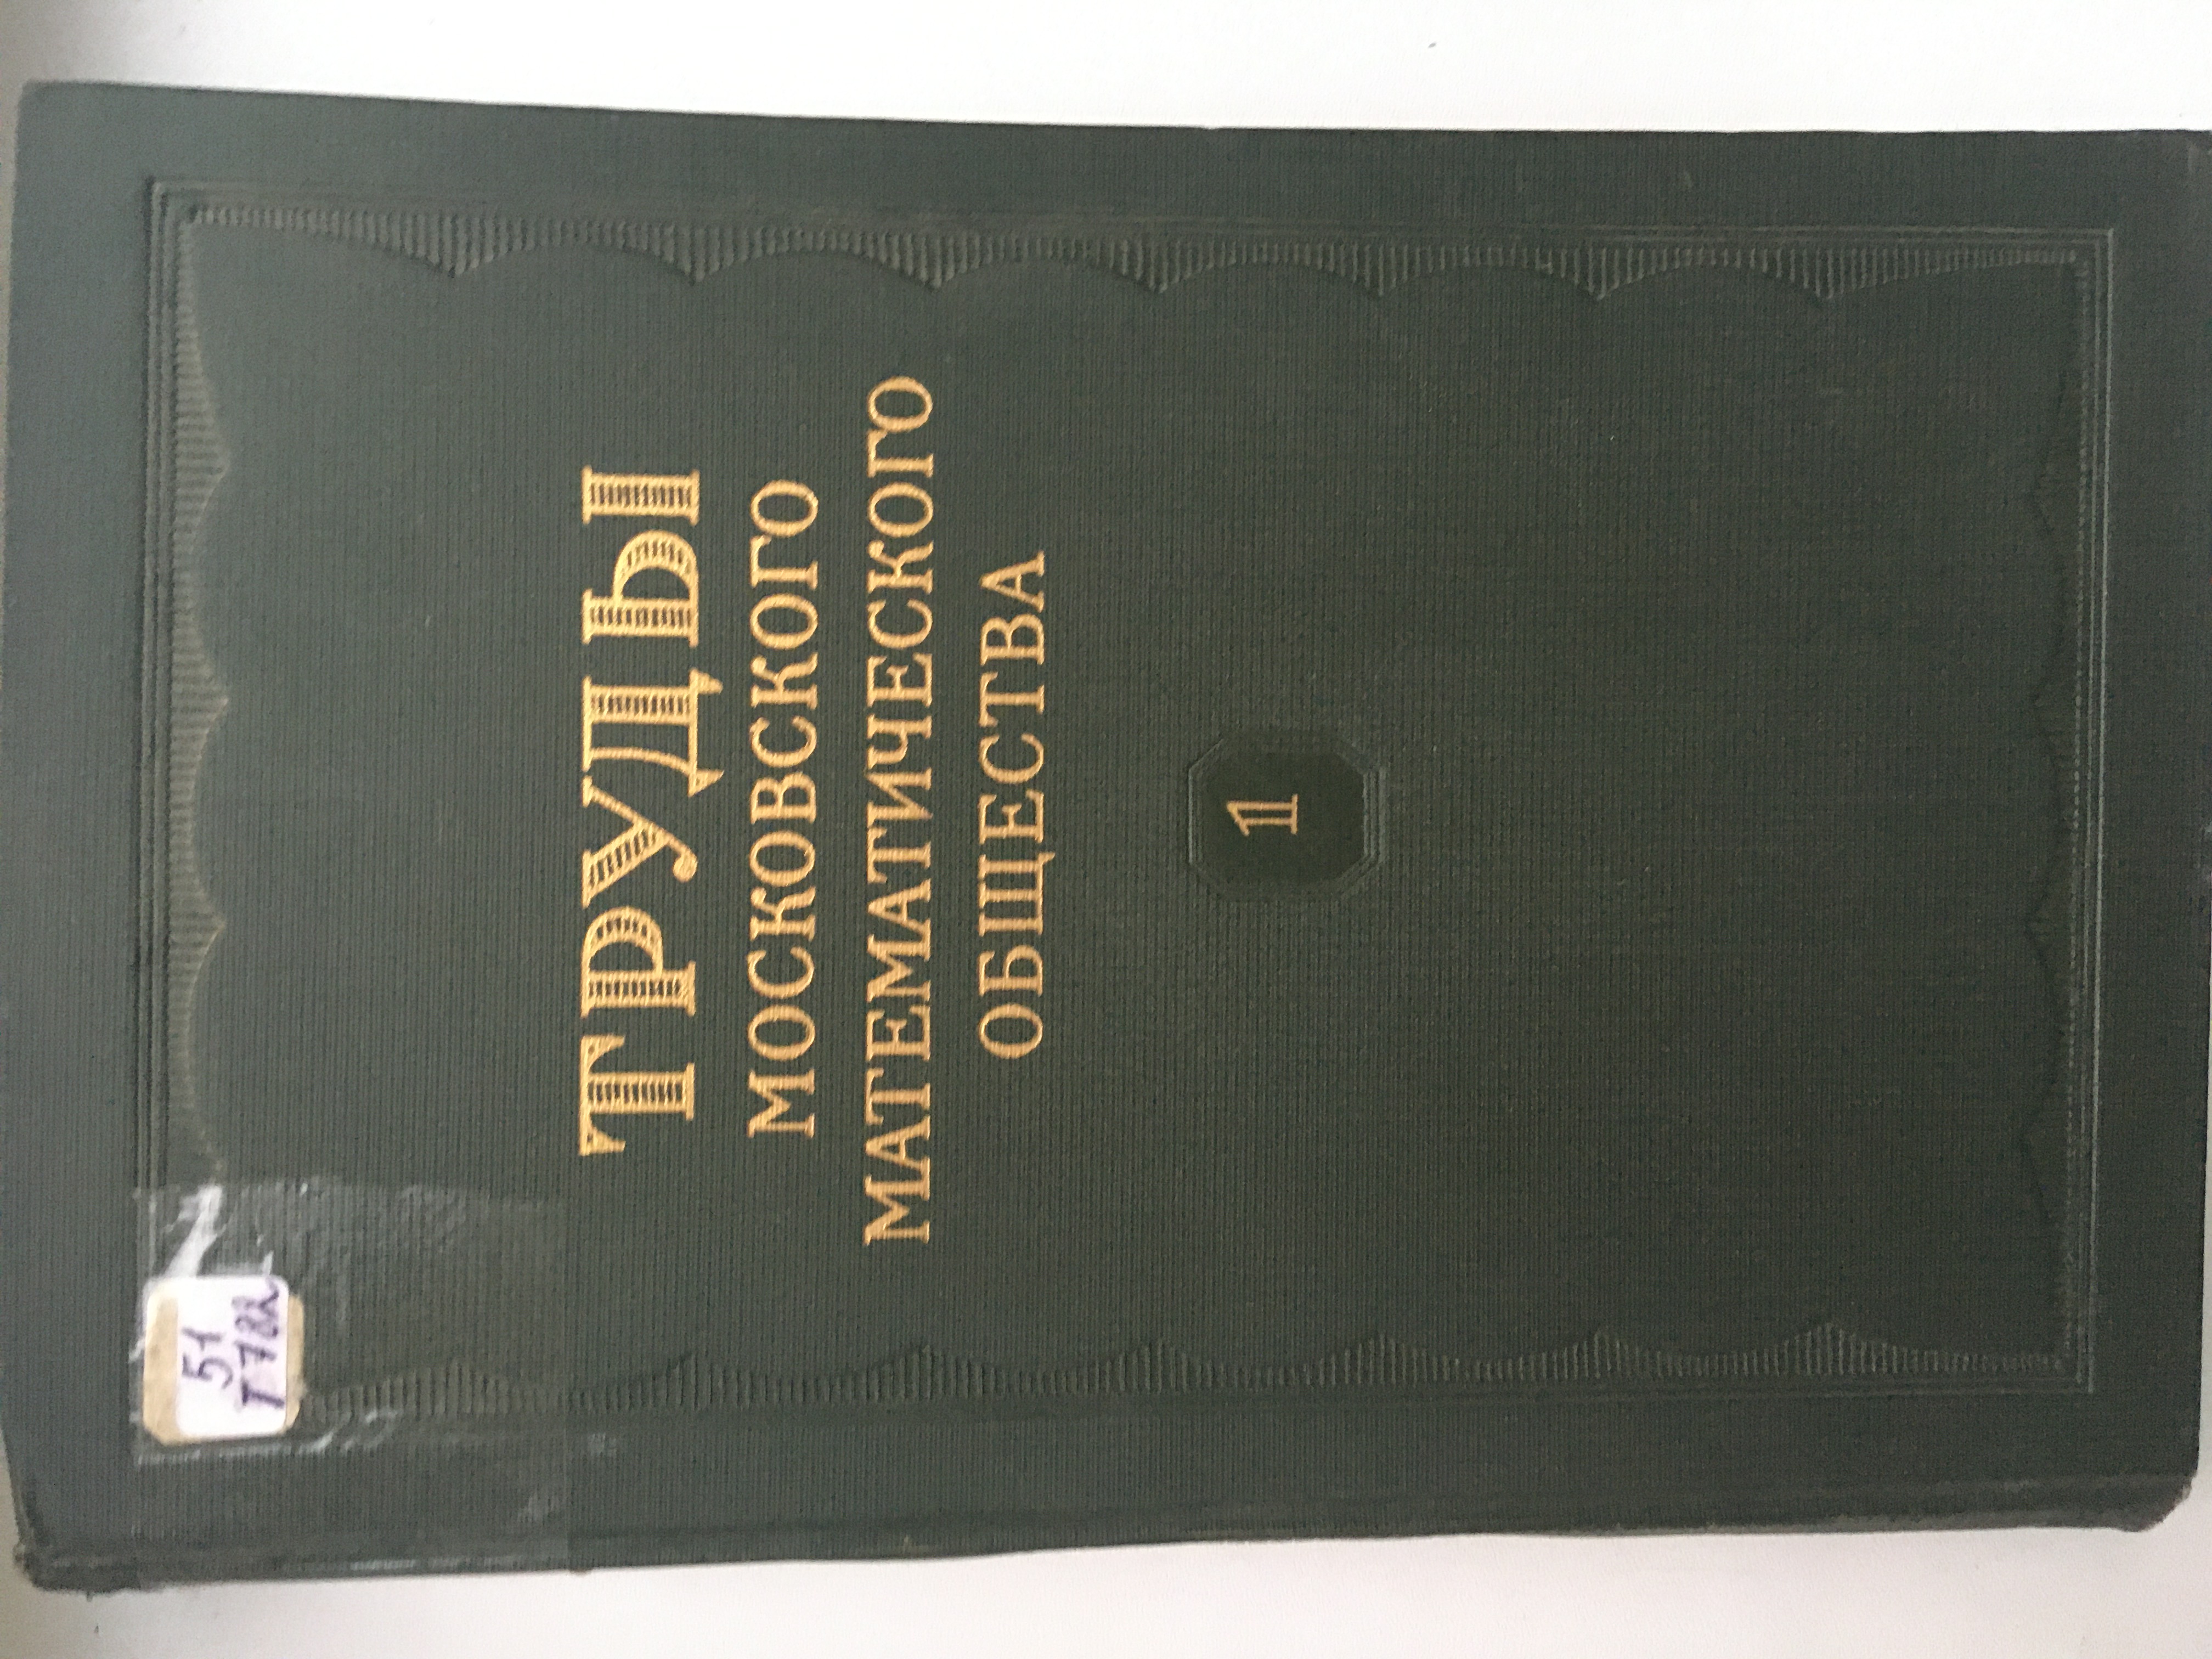 51
Т782
ТРУДЫ
МОСКОВСКОГО
МАТЕМАТИЧЕСКОГО
ОБЩЕСТВА
1